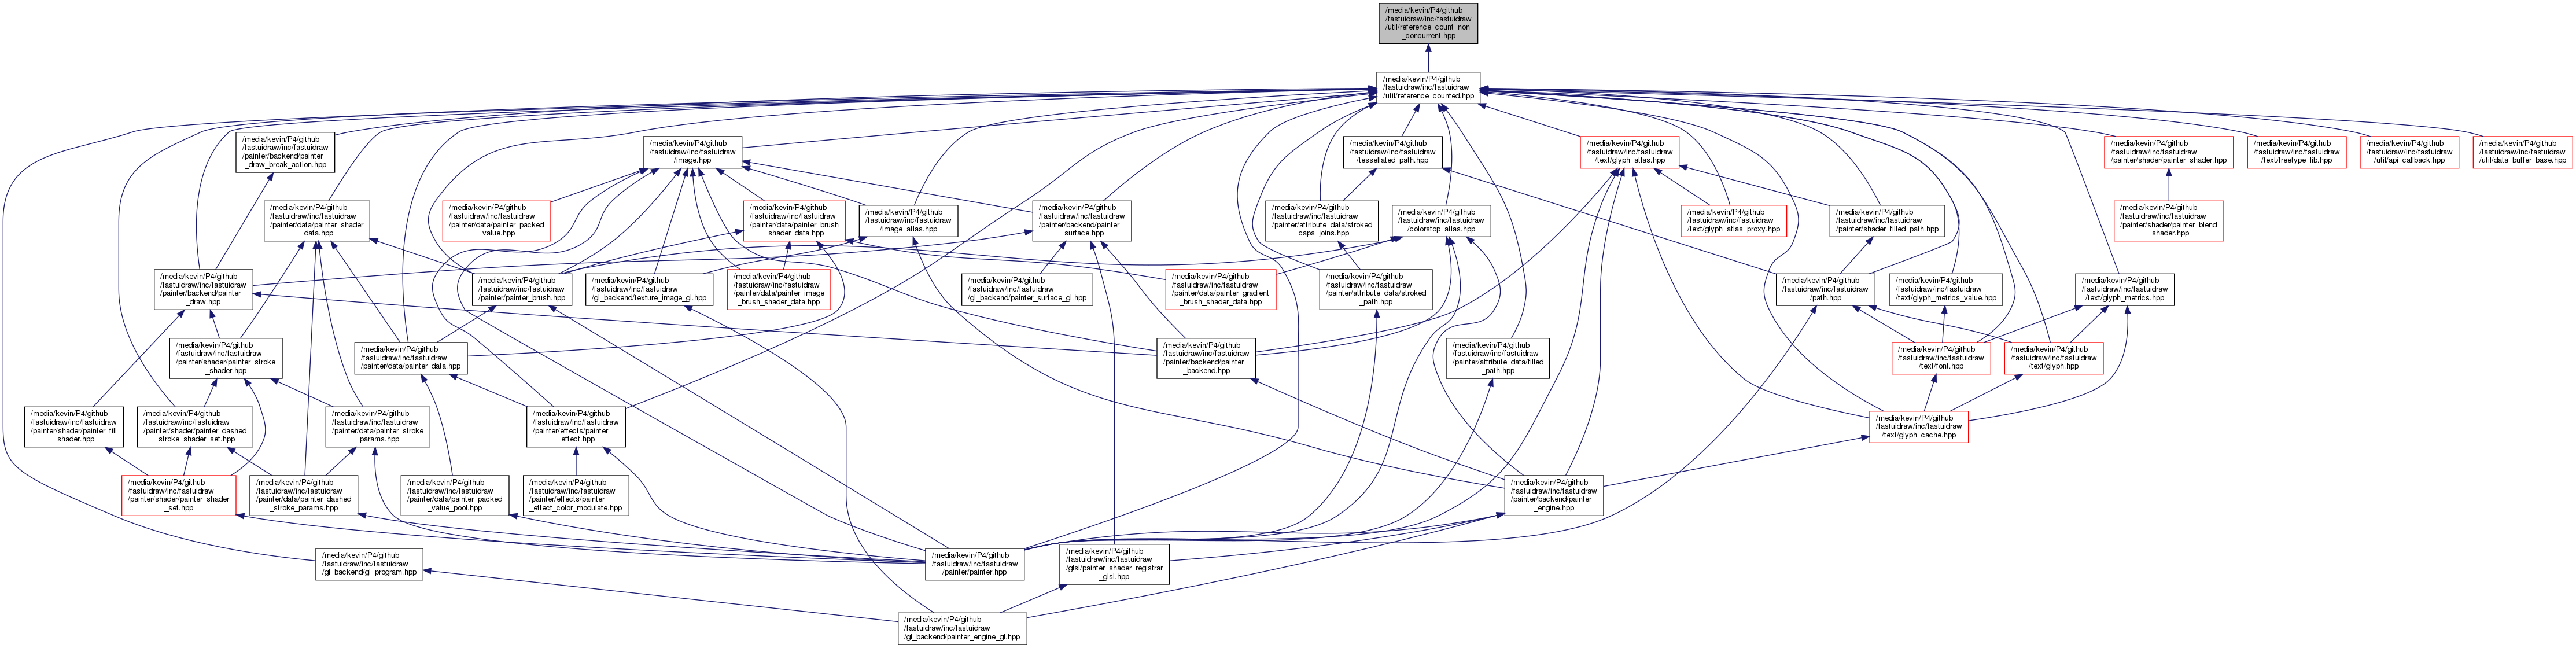 /media/kevin/P4/github
/fastuidraw/inc/fastuidraw
/util/reference_count_non
_concurrent.hpp
/media/kevin/P4/github
/fastuidraw/inc/fastuidraw
/util/reference_counted.hpp
/media/kevin/P4/github
/fastuidraw/inc/fastuidraw
/painter/backend/painter
_draw_break_action.hpp
/media/kevin/P4/github
/fastuidraw/inc/fastuidraw
/image.hpp
/media/kevin/P4/github
/fastuidraw/inc/fastuidraw
/tessellated_path.hpp
/media/kevin/P4/github
/fastuidraw/inc/fastuidraw
/text/glyph_atlas.hpp
/media/kevin/P4/github
/fastuidraw/inc/fastuidraw
/painter/shader/painter_shader.hpp
/media/kevin/P4/github
/fastuidraw/inc/fastuidraw
/text/freetype_lib.hpp
/media/kevin/P4/github
/fastuidraw/inc/fastuidraw
/util/api_callback.hpp
/media/kevin/P4/github
/fastuidraw/inc/fastuidraw
/util/data_buffer_base.hpp
/media/kevin/P4/github
/fastuidraw/inc/fastuidraw
/painter/data/painter_shader
_data.hpp
/media/kevin/P4/github
/fastuidraw/inc/fastuidraw
/painter/data/painter_packed
_value.hpp
/media/kevin/P4/github
/fastuidraw/inc/fastuidraw
/painter/data/painter_brush
_shader_data.hpp
/media/kevin/P4/github
/fastuidraw/inc/fastuidraw
/image_atlas.hpp
/media/kevin/P4/github
/fastuidraw/inc/fastuidraw
/painter/backend/painter
_surface.hpp
/media/kevin/P4/github
/fastuidraw/inc/fastuidraw
/painter/attribute_data/stroked
_caps_joins.hpp
/media/kevin/P4/github
/fastuidraw/inc/fastuidraw
/colorstop_atlas.hpp
/media/kevin/P4/github
/fastuidraw/inc/fastuidraw
/text/glyph_atlas_proxy.hpp
/media/kevin/P4/github
/fastuidraw/inc/fastuidraw
/painter/shader_filled_path.hpp
/media/kevin/P4/github
/fastuidraw/inc/fastuidraw
/painter/shader/painter_blend
_shader.hpp
/media/kevin/P4/github
/fastuidraw/inc/fastuidraw
/painter/backend/painter
_draw.hpp
/media/kevin/P4/github
/fastuidraw/inc/fastuidraw
/painter/painter_brush.hpp
/media/kevin/P4/github
/fastuidraw/inc/fastuidraw
/gl_backend/texture_image_gl.hpp
/media/kevin/P4/github
/fastuidraw/inc/fastuidraw
/painter/data/painter_image
_brush_shader_data.hpp
/media/kevin/P4/github
/fastuidraw/inc/fastuidraw
/gl_backend/painter_surface_gl.hpp
/media/kevin/P4/github
/fastuidraw/inc/fastuidraw
/painter/data/painter_gradient
_brush_shader_data.hpp
/media/kevin/P4/github
/fastuidraw/inc/fastuidraw
/painter/attribute_data/stroked
_path.hpp
/media/kevin/P4/github
/fastuidraw/inc/fastuidraw
/path.hpp
/media/kevin/P4/github
/fastuidraw/inc/fastuidraw
/text/glyph_metrics_value.hpp
/media/kevin/P4/github
/fastuidraw/inc/fastuidraw
/text/glyph_metrics.hpp
/media/kevin/P4/github
/fastuidraw/inc/fastuidraw
/painter/shader/painter_stroke
_shader.hpp
/media/kevin/P4/github
/fastuidraw/inc/fastuidraw
/painter/data/painter_data.hpp
/media/kevin/P4/github
/fastuidraw/inc/fastuidraw
/painter/backend/painter
_backend.hpp
/media/kevin/P4/github
/fastuidraw/inc/fastuidraw
/painter/attribute_data/filled
_path.hpp
/media/kevin/P4/github
/fastuidraw/inc/fastuidraw
/text/font.hpp
/media/kevin/P4/github
/fastuidraw/inc/fastuidraw
/text/glyph.hpp
/media/kevin/P4/github
/fastuidraw/inc/fastuidraw
/painter/shader/painter_fill
_shader.hpp
/media/kevin/P4/github
/fastuidraw/inc/fastuidraw
/painter/shader/painter_dashed
_stroke_shader_set.hpp
/media/kevin/P4/github
/fastuidraw/inc/fastuidraw
/painter/data/painter_stroke
_params.hpp
/media/kevin/P4/github
/fastuidraw/inc/fastuidraw
/painter/effects/painter
_effect.hpp
/media/kevin/P4/github
/fastuidraw/inc/fastuidraw
/text/glyph_cache.hpp
/media/kevin/P4/github
/fastuidraw/inc/fastuidraw
/painter/shader/painter_shader
_set.hpp
/media/kevin/P4/github
/fastuidraw/inc/fastuidraw
/painter/data/painter_dashed
_stroke_params.hpp
/media/kevin/P4/github
/fastuidraw/inc/fastuidraw
/painter/data/painter_packed
_value_pool.hpp
/media/kevin/P4/github
/fastuidraw/inc/fastuidraw
/painter/effects/painter
_effect_color_modulate.hpp
/media/kevin/P4/github
/fastuidraw/inc/fastuidraw
/painter/backend/painter
_engine.hpp
/media/kevin/P4/github
/fastuidraw/inc/fastuidraw
/gl_backend/gl_program.hpp
/media/kevin/P4/github
/fastuidraw/inc/fastuidraw
/painter/painter.hpp
/media/kevin/P4/github
/fastuidraw/inc/fastuidraw
/glsl/painter_shader_registrar
_glsl.hpp
/media/kevin/P4/github
/fastuidraw/inc/fastuidraw
/gl_backend/painter_engine_gl.hpp